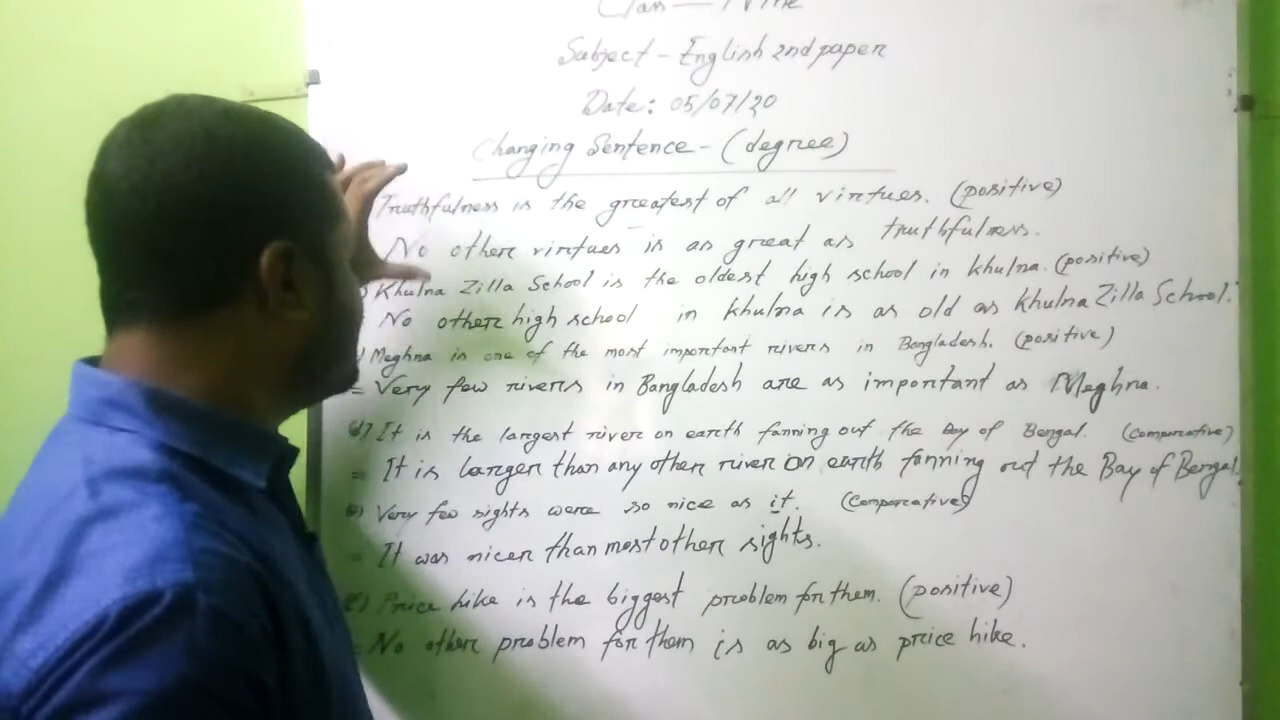 Class — Nine
Subject - English 2nd paper
Date: 05/07/20
Changing Sentence - (degree)
Truthfulness is the greatest of all virtues. (positive)
No other virtues is as great as truthfulness.
Khulna Zilla School is the oldest high school in Khulna. (positive)
No other high school in khulna is as old as Khulna Zilla School.
Meghna is one of the most important rivers in Bangladesh. (positive)
= Very few rivers in Bangladesh are as important as Meghna.
d) It is the largest river on earth fanning out the Bay of Bengal. (comparative)
= It is larger than any other river on earth fanning out the Bay of Bengal.
e) Very few sights were so nice as it. (Comparative)
= It was nicer than most other sights.
Price hike is the biggest problem for them. (positive)
= No other problem for them is as big as price hike.